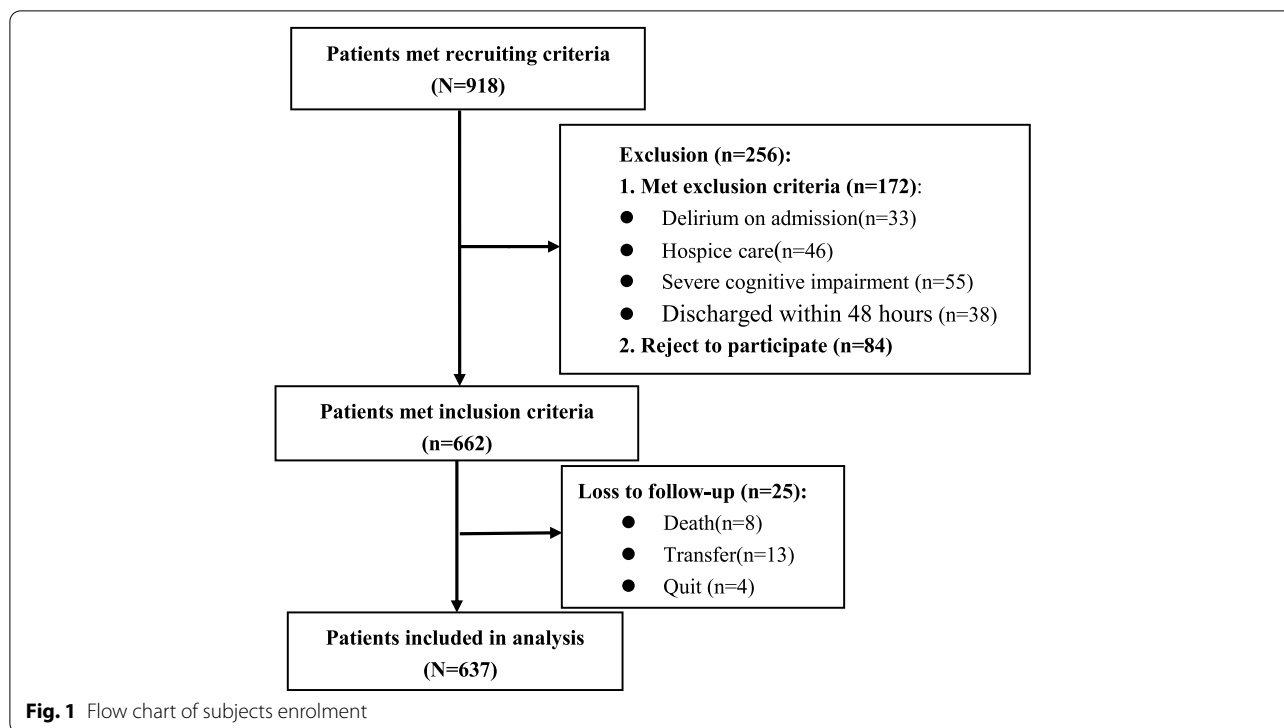 Patients met recruiting criteria
(N=918)
Exclusion (n=256):
1. Met exclusion criteria (n=172):
● Delirium on admission(n=33)
● Hospice care(n=46)
● Severe cognitive impairment (n=55)
● Discharged within 48 hours (n=38)
2. Reject to participate (n=84)
Patients met inclusion criteria
(n=662)
Loss to follow-up (n=25):
● Death(n=8)
● Transfer(n=13)
● Quit (n=4)
Patients included in analysis
(N=637)
Fig. 1 Flow chart of subjects enrolment